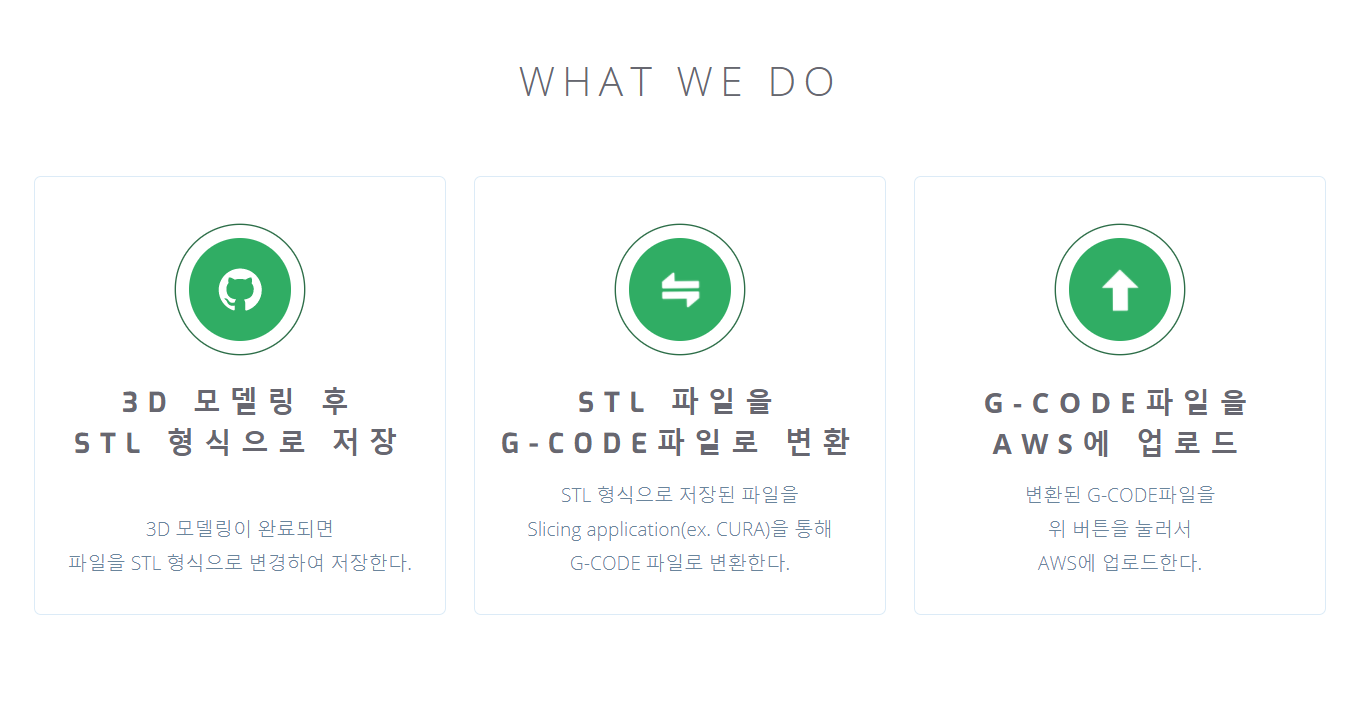 WHAT WE DO
3D 모델링 후
STL 형식으로 저장
3D 모델링이 완료되면
파일을 STL 형식으로 변경하여 저장한다.
STL 파일을
G-CODE파일로 변환
STL 형식으로 저장된 파일을
Slicing application(ex. CURA)을 통해
G-CODE 파일로 변환한다.
G-CODE파일을
AWS에 업로드
변환된 G-CODE파일을
위 버튼을 눌러서
AWS에 업로드한다.